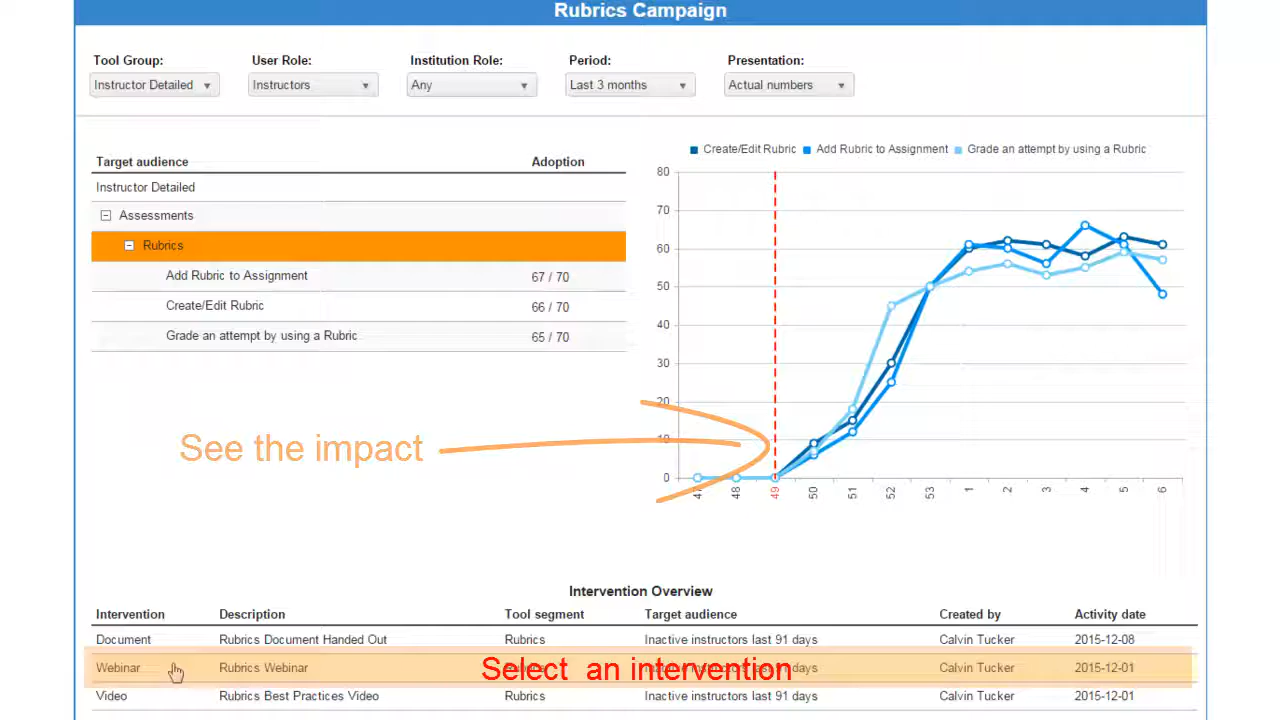 Rubrics Campaign
Tool Group: User Role: Institution Role: Period: Presentation:
Instructor Detailed Instructors Any Last 3 months Actual numbers
Target audience Adoption
Instructor Detailed
Assessments
Rubrics
Add Rubric to Assignment 67 / 70
Create/Edit Rubric 66 / 70
Grade an attempt by using a Rubric 65 / 70
Create/Edit Rubric Add Rubric to Assignment Grade an attempt by using a Rubric
80
70
60
50
40
30
20
10
0
47 48 49 50 51 52 53 1 2 3 4 5 6
See the impact
Intervention Overview
Intervention Description Tool segment Target audience Created by Activity date
Document Rubrics Document Handed Out Rubrics Inactive instructors last 91 days Calvin Tucker 2015-12-08
Webinar Rubrics Webinar Calvin Tucker 2015-12-01
Select an intervention
Video Rubrics Best Practices Video Rubrics Inactive instructors last 91 days Calvin Tucker 2015-12-01